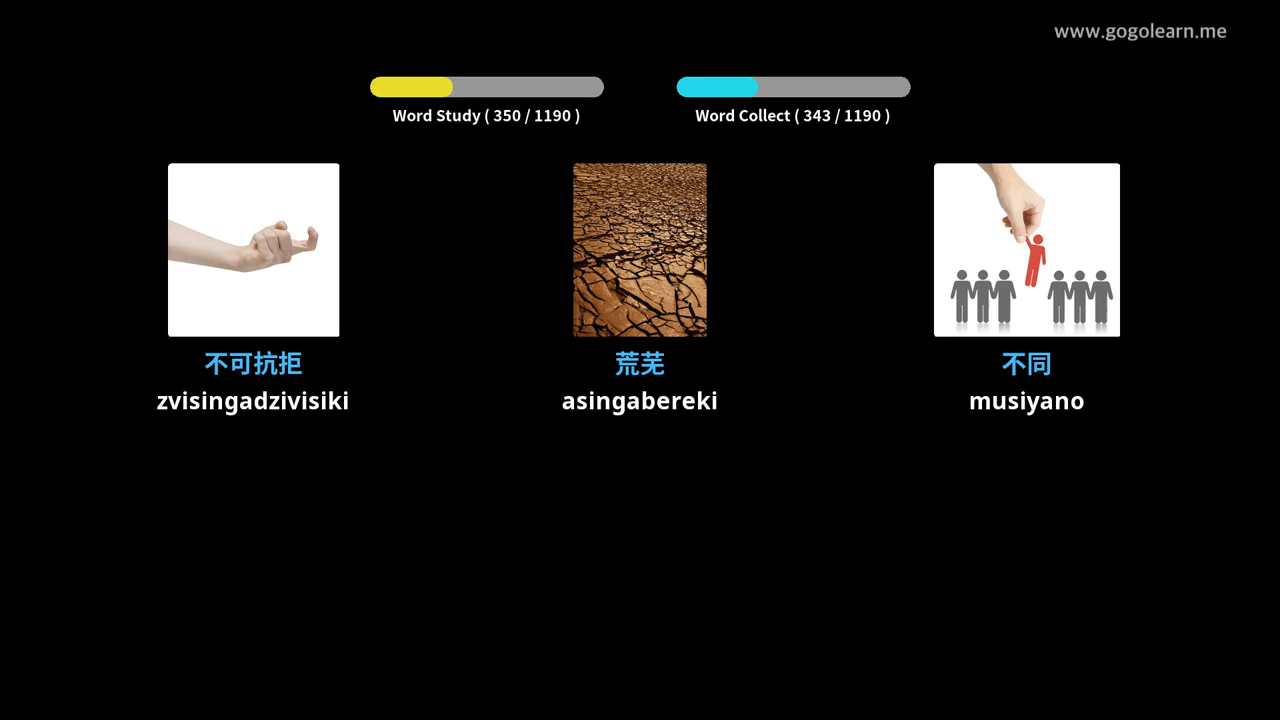 www.gogolearn.me
Word Study ( 350 / 1190 )
Word Collect ( 343 / 1190 )
不可抗拒
zvisingadzivisiki
荒芜
asingabereki
不同
musiyano